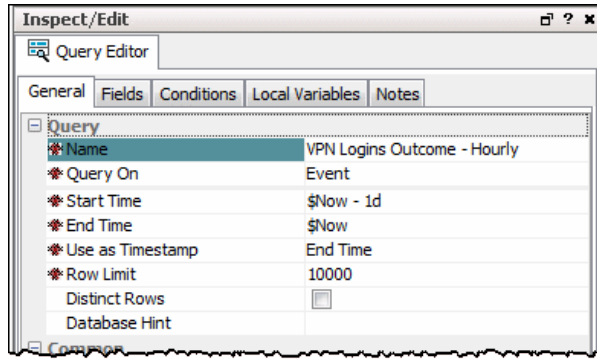 Inspect/Edit
Query Editor
General Fields Conditions Local Variables Notes
Query
Name VPN Logins Outcome - Hourly
Query On Event
Start Time $Now - 1d
End Time $Now
Use as Timestamp End Time
Row Limit 10000
Distinct Rows
Database Hint
Common